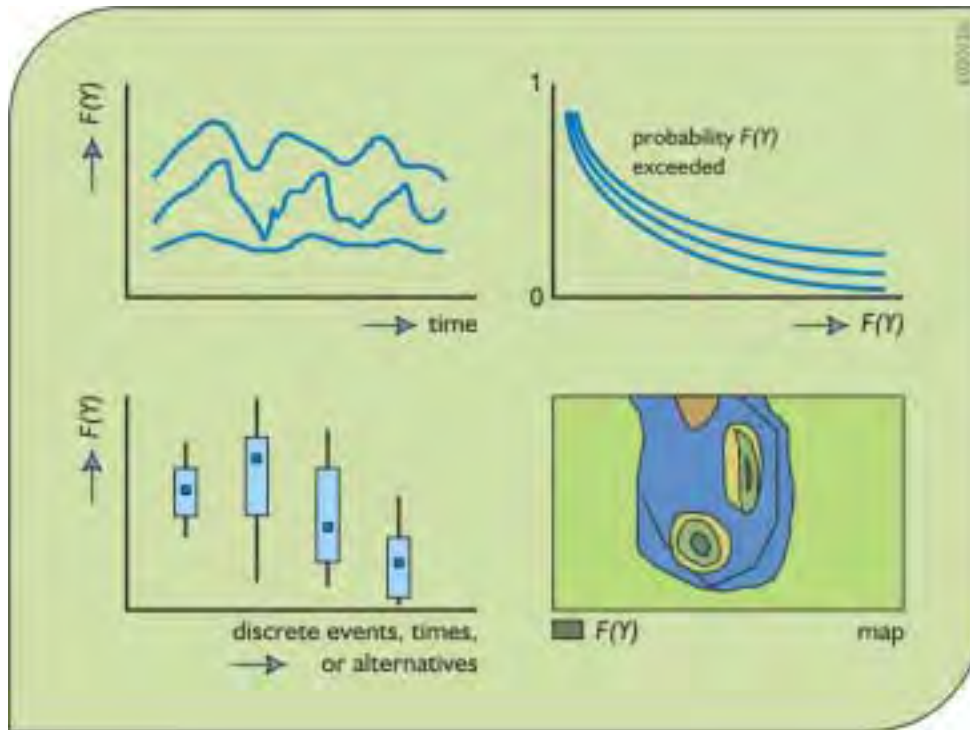 F(Y)
time
1
probability F(Y)
exceeded
0
F(Y)
F(Y)
discrete events, times,
or alternatives
F(Y)
map